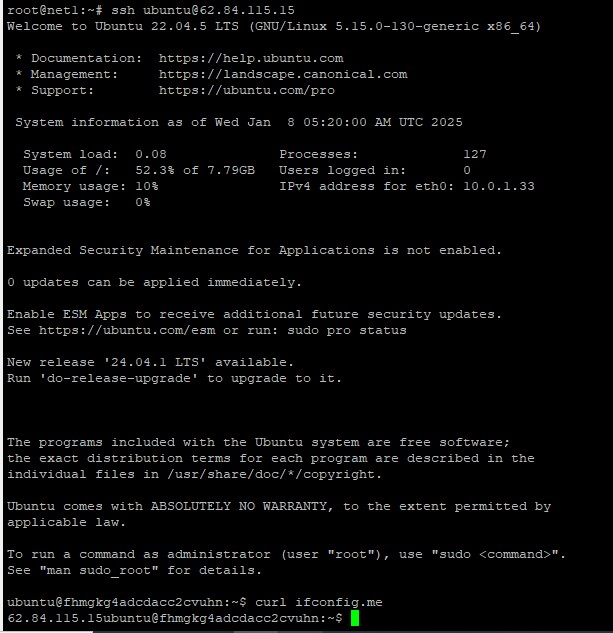 root@net1:~# ssh ubuntu@62.84.115.15
Welcome to Ubuntu 22.04.5 LTS (GNU/Linux 5.15.0-130-generic x86_64)
* Documentation:  https://help.ubuntu.com
* Management:     https://landscape.canonical.com
* Support:        https://ubuntu.com/pro
System information as of Wed Jan  8 05:20:00 AM UTC 2025
System load:  0.08               Processes:             127
Usage of /:   52.3% of 7.79GB   Users logged in:       0
Memory usage: 10%                IPv4 address for eth0: 10.0.1.33
Swap usage:   0%
Expanded Security Maintenance for Applications is not enabled.
0 updates can be applied immediately.
Enable ESM Apps to receive additional future security updates.
See https://ubuntu.com/esm or run: sudo pro status
New release '24.04.1 LTS' available.
Run 'do-release-upgrade' to upgrade to it.
The programs included with the Ubuntu system are free software;
the exact distribution terms for each program are described in the
individual files in /usr/share/doc/*/copyright.
Ubuntu comes with ABSOLUTELY NO WARRANTY, to the extent permitted by
applicable law.
To run a command as administrator (user "root"), use "sudo <command>".
See "man sudo_root" for details.
ubuntu@fhmgkg4adcdacc2cvuhn:~$ curl ifconfig.me
62.84.115.15ubuntu@fhmgkg4adcdacc2cvuhn:~$